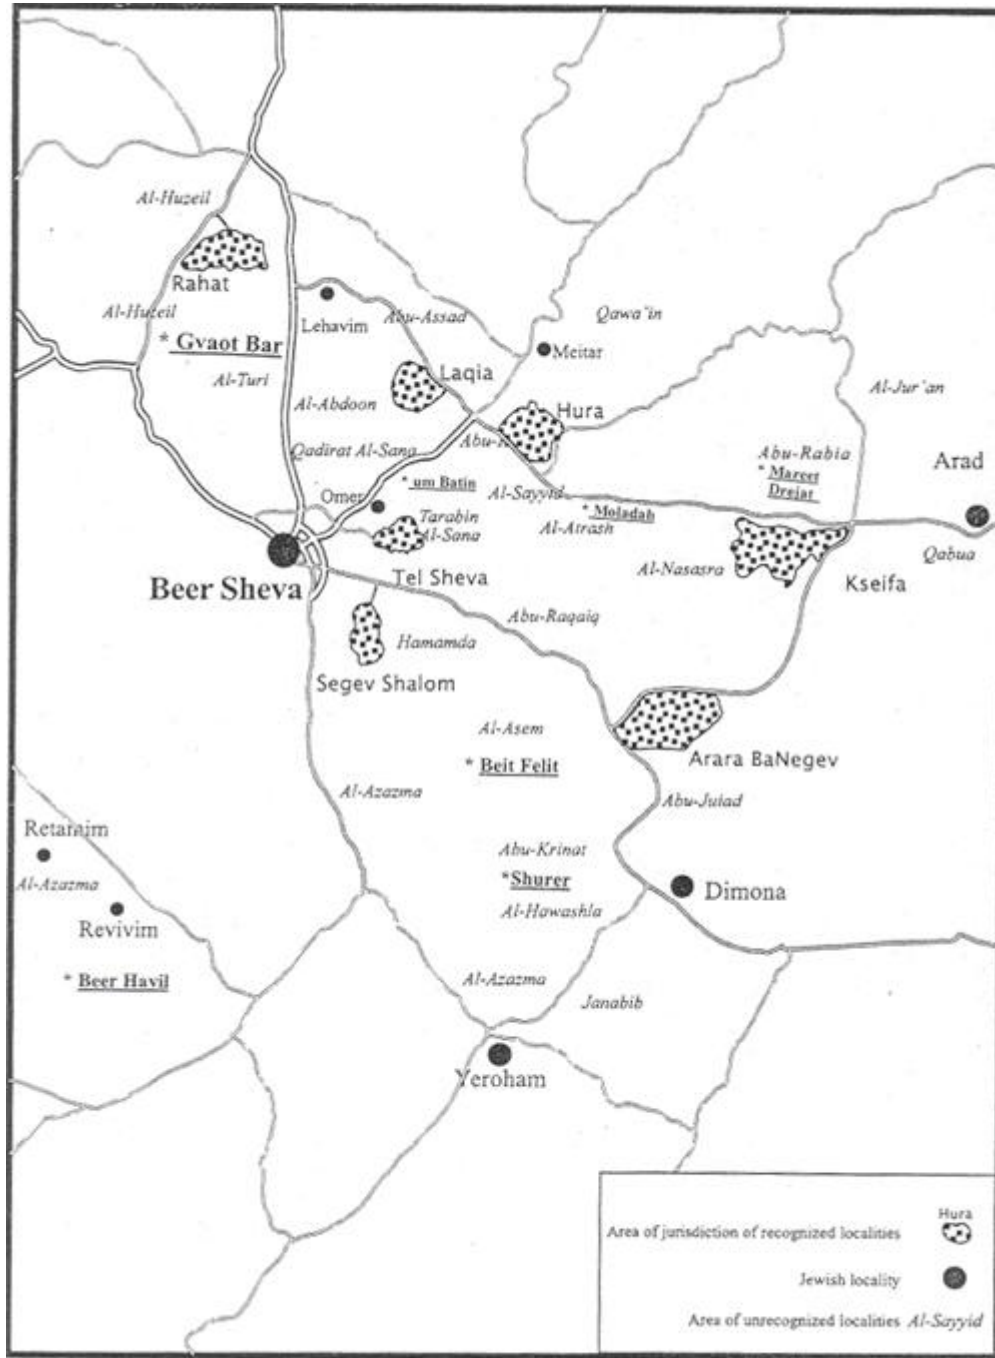 Al-Huzeil
Rahat
Al-Huzeil
* Gvaot Bar
Lehavim
Abu-Assad
Qawa'in
Meitar
Al-Turi
Laqia
Al-Abdoon
Hura
Al-Jur'an
Qadirat Al-Sana
Abu-
Abu-Rabia
* Mareet
Drejat
Arad
* um Batin
Omer
Al-Sayyid
* Moladah
Tarabin
Al-Sana
Al-Atrash
Qabua
Beer Sheva
Tel Sheva
Al-Nasasra
Kseifa
Abu-Raqaiq
Hamamda
Segev Shalom
Al-Asem
* Beit Felit
Arara BaNegev
Al-Azazma
Abu-Juiad
Retamim
Al-Azazma
Abu-Krinat
*Shurer
Dimona
Revivim
Al-Hawashla
* Beer Havil
Al-Azazma
Janabib
Yeroham
Hura
Area of jurisdiction of recognized localities
Jewish locality
Area of unrecognized localities Al-Sayyid